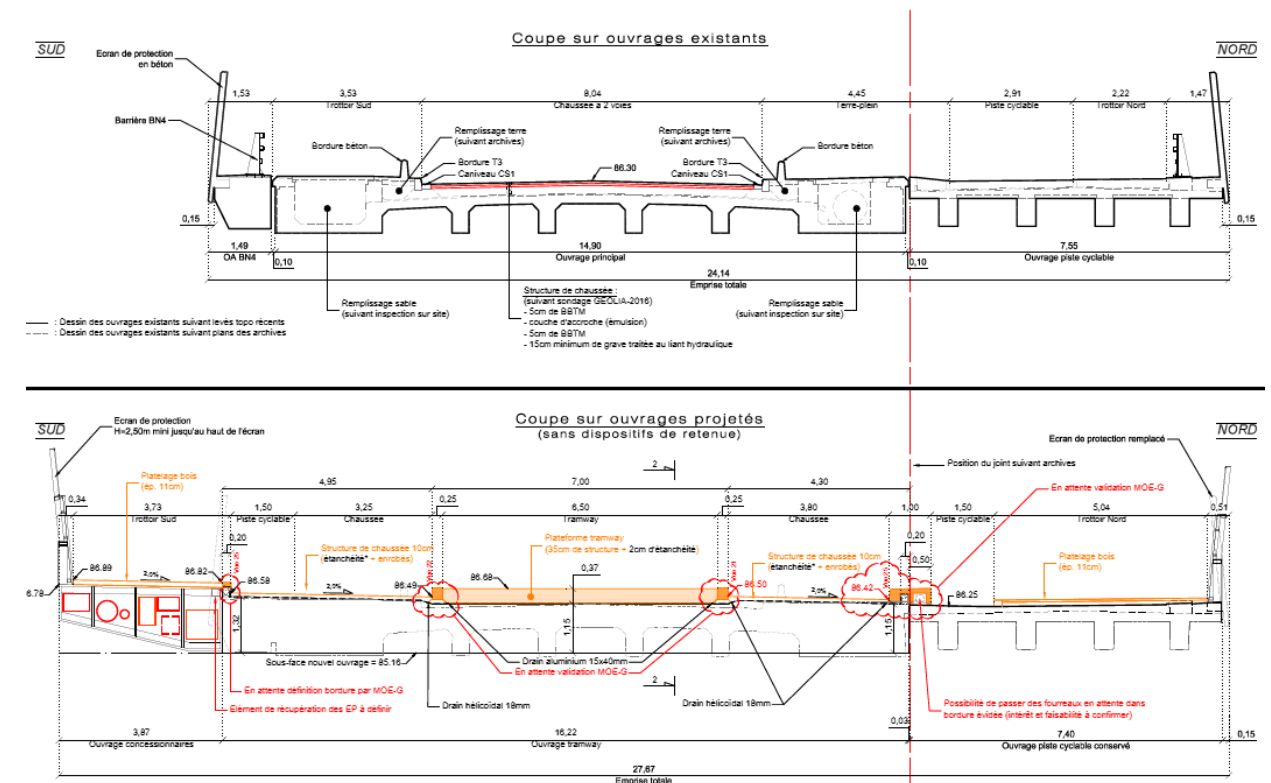 Coupe sur ouvrages existants
SUD
NORD
Ecran de protection
en béton
1,53
3,53
8,04
4,45
2,91
2,22
1,47
Trottoir Sud
Chaussée à 2 voies
Terre-plein
Piste cyclable
Trottoir Nord
Barrière BN4
Bordure béton
Remplissage terre
(suivant archives)
Bordure T3
Caniveau CS1
86.30
Remplissage terre
(suivant archives)
Bordure T3
Caniveau CS1
Bordure béton
0,15
0,15
1,49
OA BN4
0,10
14,90
Ouvrage principal
0,10
7,55
Ouvrage piste cyclable
24,14
Emprise totale
Remplissage sable
(suivant inspection sur site)
Structure de chaussée :
(suivant sondage GEOLIA-2016)
- 5cm de BBTM
- couche d'accroche (émulsion)
- 5cm de BBTM
- 15cm minimum de grave traitée au liant hydraulique
Remplissage sable
(suivant inspection sur site)
: Dessin des ouvrages existants suivant levés topo récents
: Dessin des ouvrages existants suivant plans des archives
Coupe sur ouvrages projetés
(sans dispositifs de retenue)
SUD
NORD
Ecran de protection
H=2,50m mini jusqu'au haut de l'écran
Ecran de protection remplacé
Position du joint suivant archives
En attente validation MOE-G
Platelage bois
(ép. 11cm)
2
4,95
7,00
4,30
0,34
3,73
1,50
3,25
0,25
6,50
0,25
3,80
1,00
1,50
5,04
0,51
Trottoir Sud
Piste cyclable
Chaussée
Tramway
Chaussée
Piste cyclable
Trottoir Nord
0,20
Structure de chaussée 10cm
(étanchéité* + enrobés)
Plateforme tramway
(35cm de structure + 2cm d'étanchéité)
Structure de chaussée 10cm
(étanchéité* + enrobés)
0,20
0,50
Platelage bois
(ép. 11cm)
86.89
2,0%
86.82
86.58
2,0%
86.49
86.68
0,37
86.50
2,0%
86.42
86.25
6.78
1,32
1,15
1,15
Sous-face nouvel ouvrage = 85.16
Drain aluminium 15x40mm
En attente validation MOE-G
2
En attente définition bordure par MOE-G
Elément de récupération des EP à définir
Drain hélicoïdal 18mm
Drain hélicoïdal 18mm
Possibilité de passer des fourreaux en attente dans
bordure évidée (intérêt et faisabilité à confirmer)
0,03
3,87
Ouvrage concessionnaires
16,22
Ouvrage tramway
7,40
Ouvrage piste cyclable conservé
0,15
27,67
Emprise totale